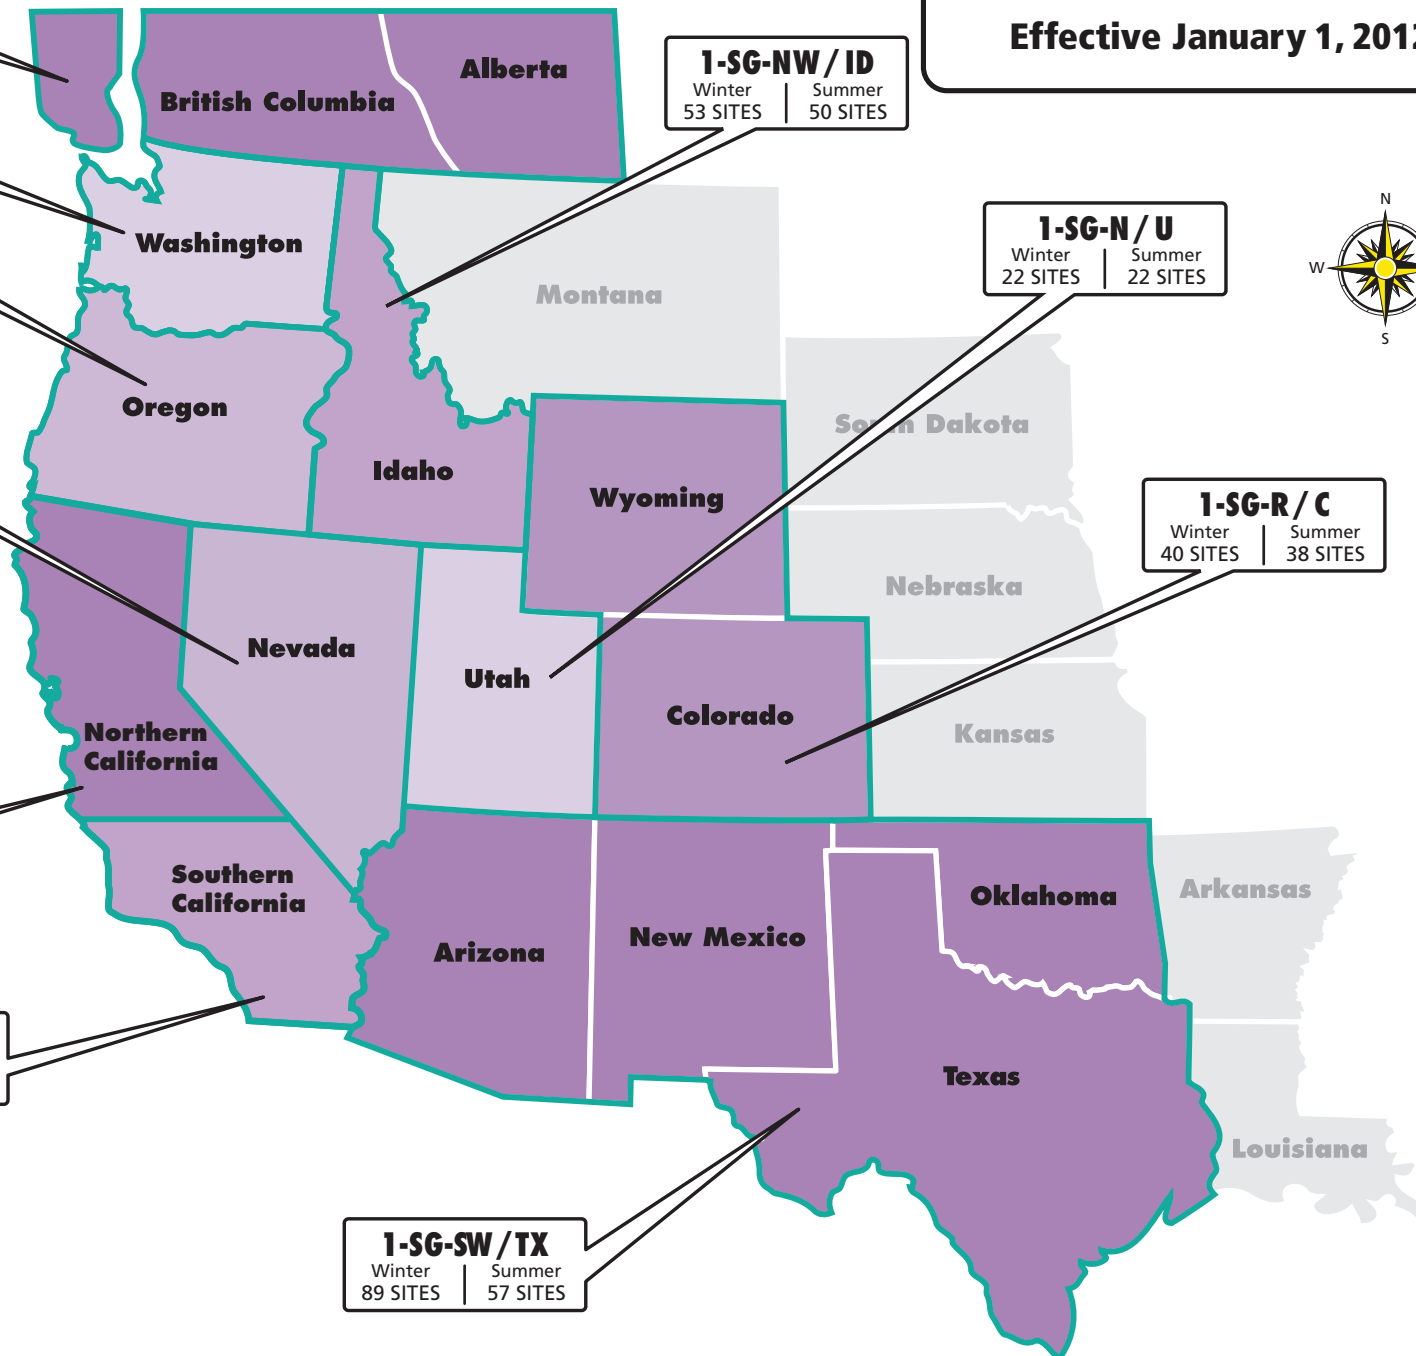 Effective January 1, 2012
1-SG-NW / ID
Winter
53 SITES
Summer
50 SITES
Alberta
British Columbia
N
W
S
1-SG-N / U
Winter
22 SITES
Summer
22 SITES
Washington
Montana
Oregon
South Dakota
Idaho
Wyoming
1-SG-R / C
Winter
40 SITES
Summer
38 SITES
Nebraska
Nevada
Utah
Colorado
Northern
California
Kansas
Southern
California
Oklahoma
Arkansas
New Mexico
Arizona
Texas
Louisiana
1-SG-SW / TX
Winter
89 SITES
Summer
57 SITES